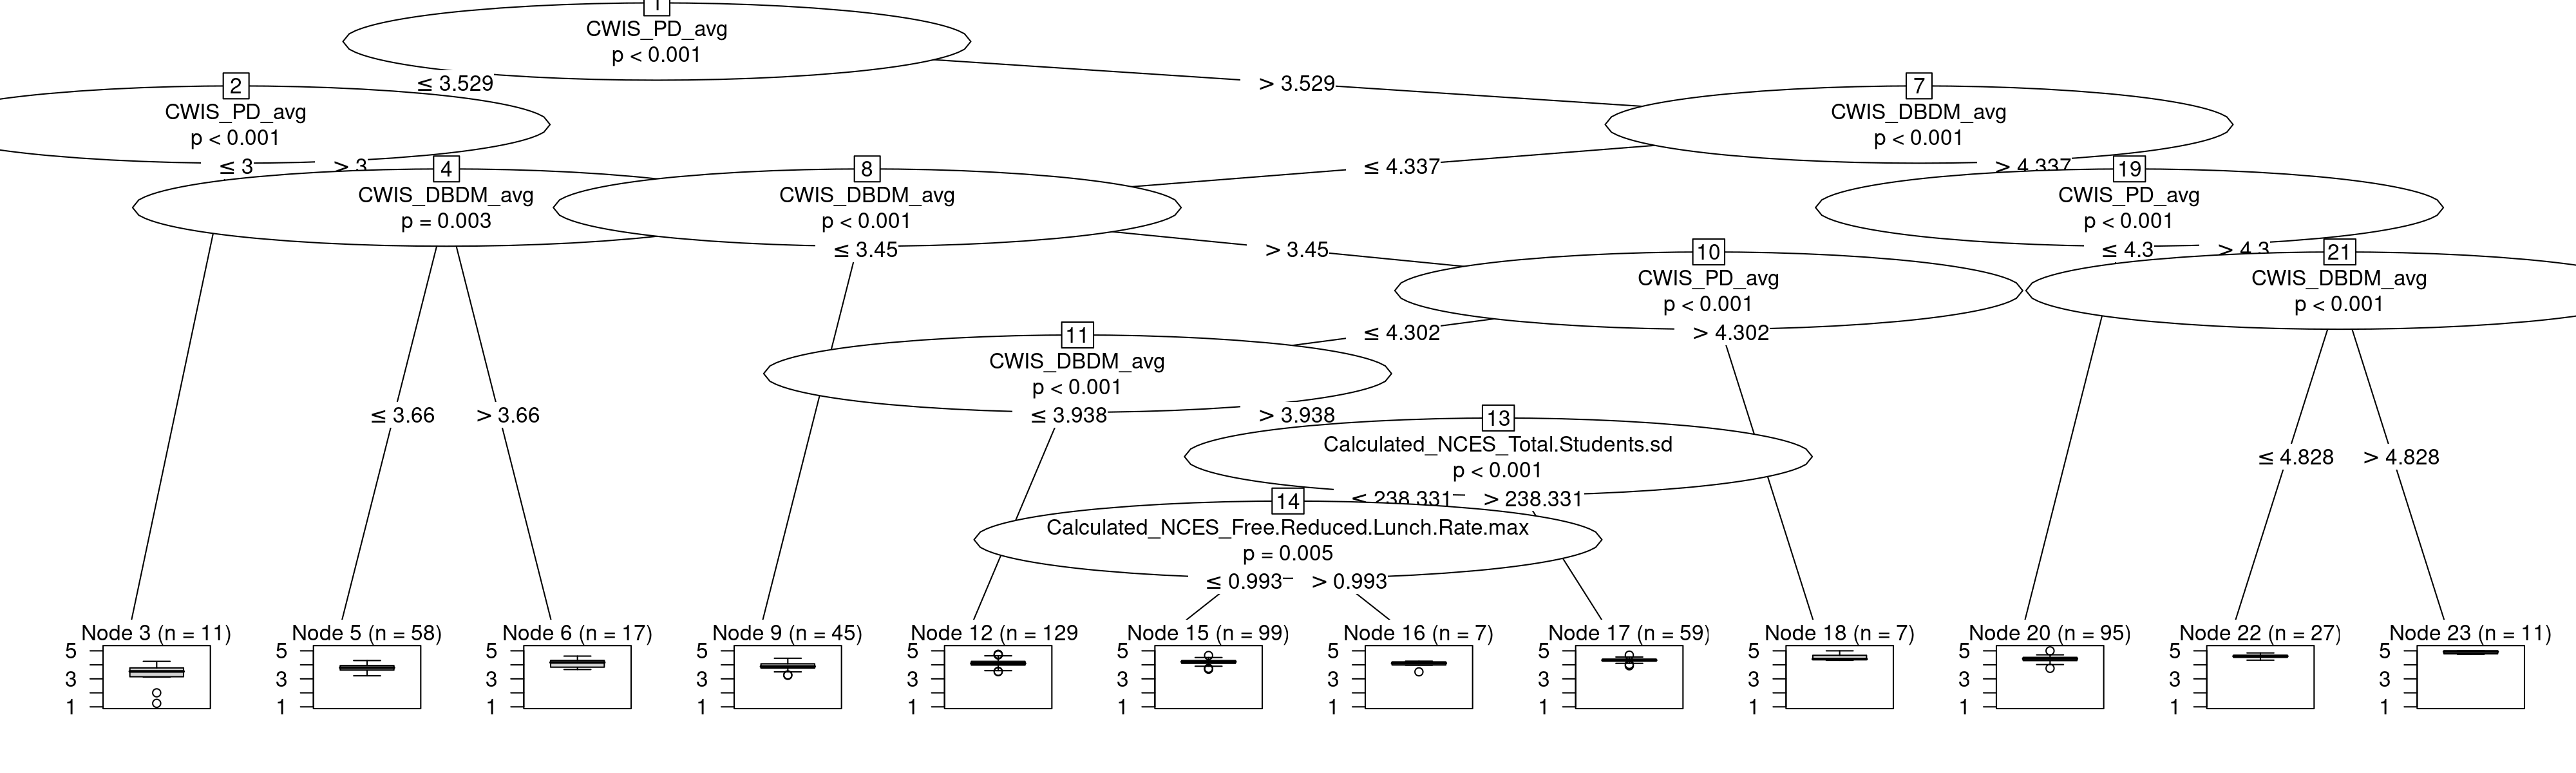 1
CWIS_PD_avg
p < 0.001
≤ 3.529
> 3.529
2
CWIS_PD_avg
p < 0.001
≤ 3
> 3
7
CWIS_DBDM_avg
p < 0.001
≤ 4.337
> 4.337
4
CWIS_DBDM_avg
p = 0.003
≤ 3.66
> 3.66
8
CWIS_DBDM_avg
p < 0.001
≤ 3.45
> 3.45
19
CWIS_PD_avg
p < 0.001
≤ 4.3
> 4.3
10
CWIS_PD_avg
p < 0.001
≤ 4.302
> 4.302
21
CWIS_DBDM_avg
p < 0.001
≤ 4.828
> 4.828
11
CWIS_DBDM_avg
p < 0.001
≤ 3.938
> 3.938
13
Calculated_NCES_Total.Students.sd
p < 0.001
≤ 238.331
> 238.331
14
Calculated_NCES_Free.Reduced.Lunch.Rate.max
p = 0.005
≤ 0.993
> 0.993
Node 3 (n = 11)
5
3
1
Node 5 (n = 58)
5
3
1
Node 6 (n = 17)
5
3
1
Node 9 (n = 45)
5
3
1
Node 12 (n = 129
5
3
1
Node 15 (n = 99)
5
3
1
Node 16 (n = 7)
5
3
1
Node 17 (n = 59)
5
3
1
Node 18 (n = 7)
5
3
1
Node 20 (n = 95)
5
3
1
Node 22 (n = 27)
5
3
1
Node 23 (n = 11)
5
3
1